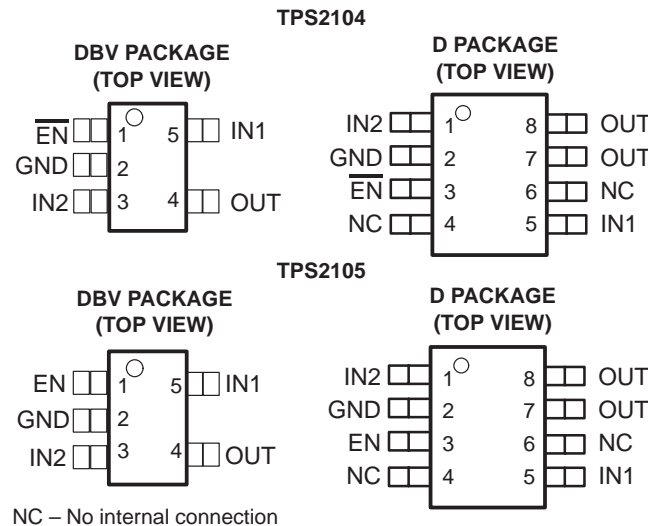 TPS2104
DBV PACKAGE
(TOP VIEW)
E̅N̅ 1 5 IN1
GND 2
IN2 3 4 OUT
D PACKAGE
(TOP VIEW)
IN2 1 8 OUT
GND 2 7 OUT
E̅N̅ 3 6 NC
NC 4 5 IN1
TPS2105
DBV PACKAGE
(TOP VIEW)
EN 1 5 IN1
GND 2
IN2 3 4 OUT
D PACKAGE
(TOP VIEW)
IN2 1 8 OUT
GND 2 7 OUT
EN 3 6 NC
NC 4 5 IN1
NC – No internal connection